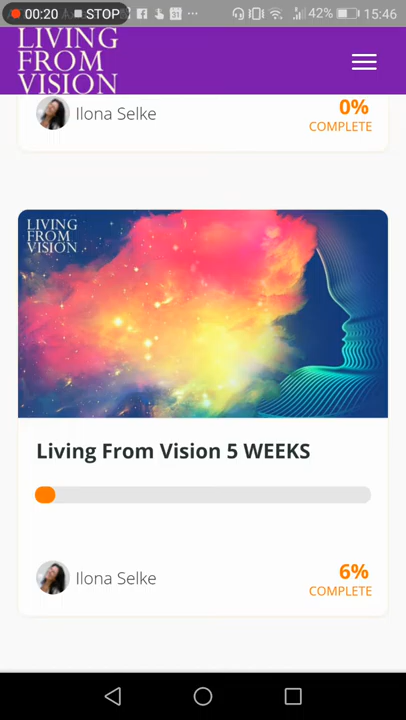 00:20 STOP ... 42% 15:46
LIVING
FROM
VISION
Ilona Selke
0%
COMPLETE
LIVING
FROM
VISION
Living From Vision 5 WEEKS
Ilona Selke
6%
COMPLETE